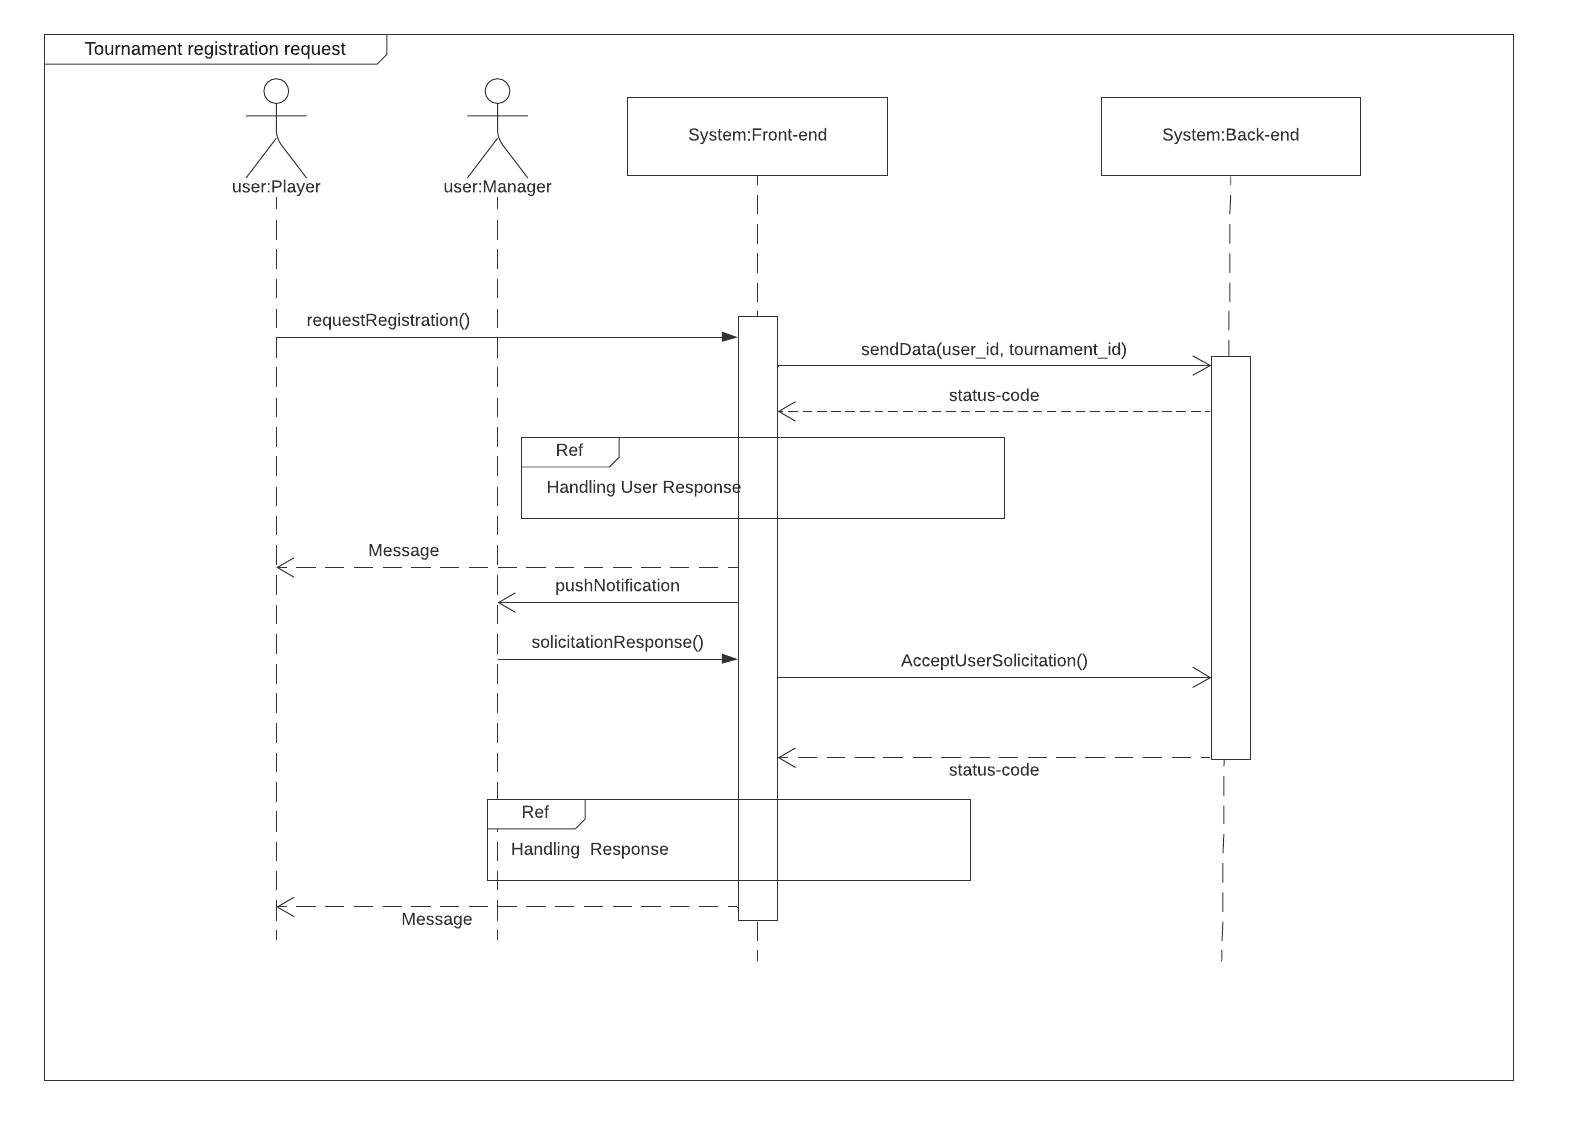 Tournament registration request
user:Player
user:Manager
System:Front-end
System:Back-end
requestRegistration()
sendData(user_id, tournament_id)
status-code
Ref
Handling User Response
Message
pushNotification
solicitationResponse()
AcceptUserSolicitation()
status-code
Ref
Handling  Response
Message